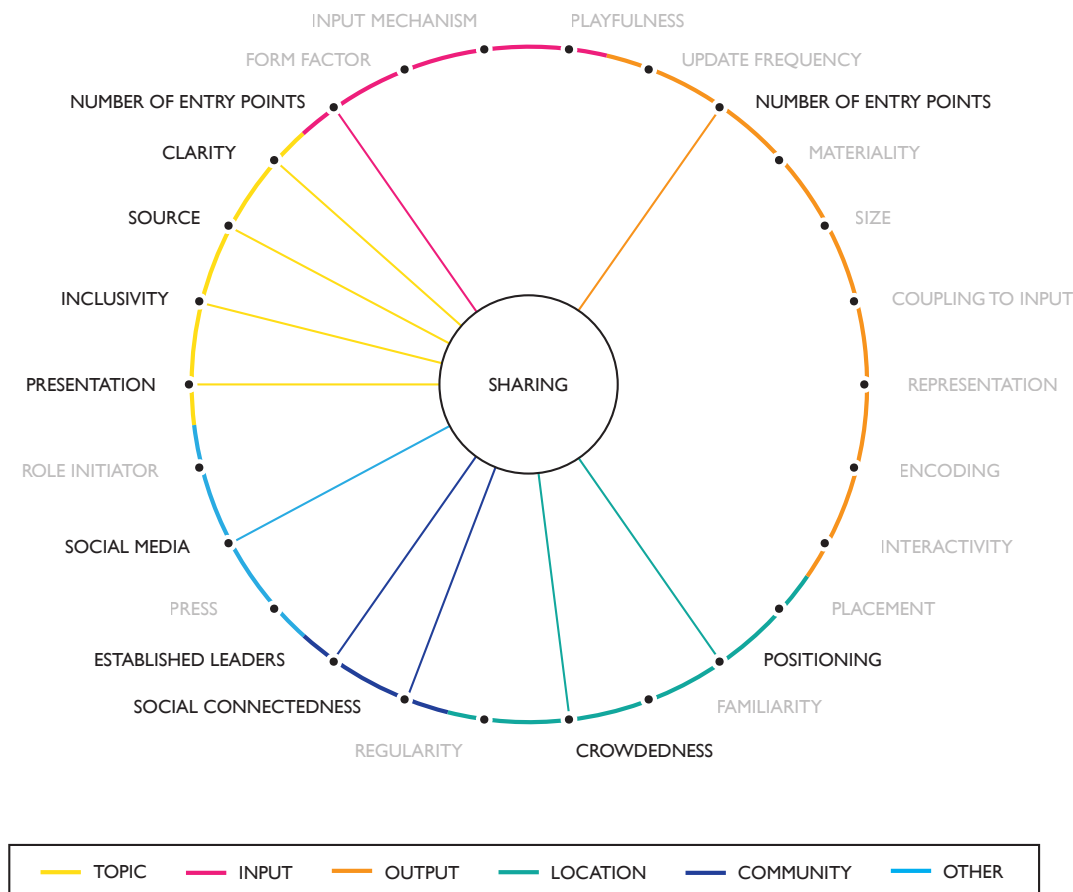 INPUT MECHANISM
PLAYFULNESS
FORM FACTOR
UPDATE FREQUENCY
NUMBER OF ENTRY POINTS
NUMBER OF ENTRY POINTS
CLARITY
MATERIALITY
SOURCE
SIZE
INCLUSIVITY
COUPLING TO INPUT
PRESENTATION
SHARING
REPRESENTATION
ROLE INITIATOR
ENCODING
SOCIAL MEDIA
INTERACTIVITY
PRESS
PLACEMENT
ESTABLISHED LEADERS
POSITIONING
SOCIAL CONNECTEDNESS
FAMILIARITY
REGULARITY
CROWDEDNESS
TOPIC
INPUT
OUTPUT
LOCATION
COMMUNITY
OTHER